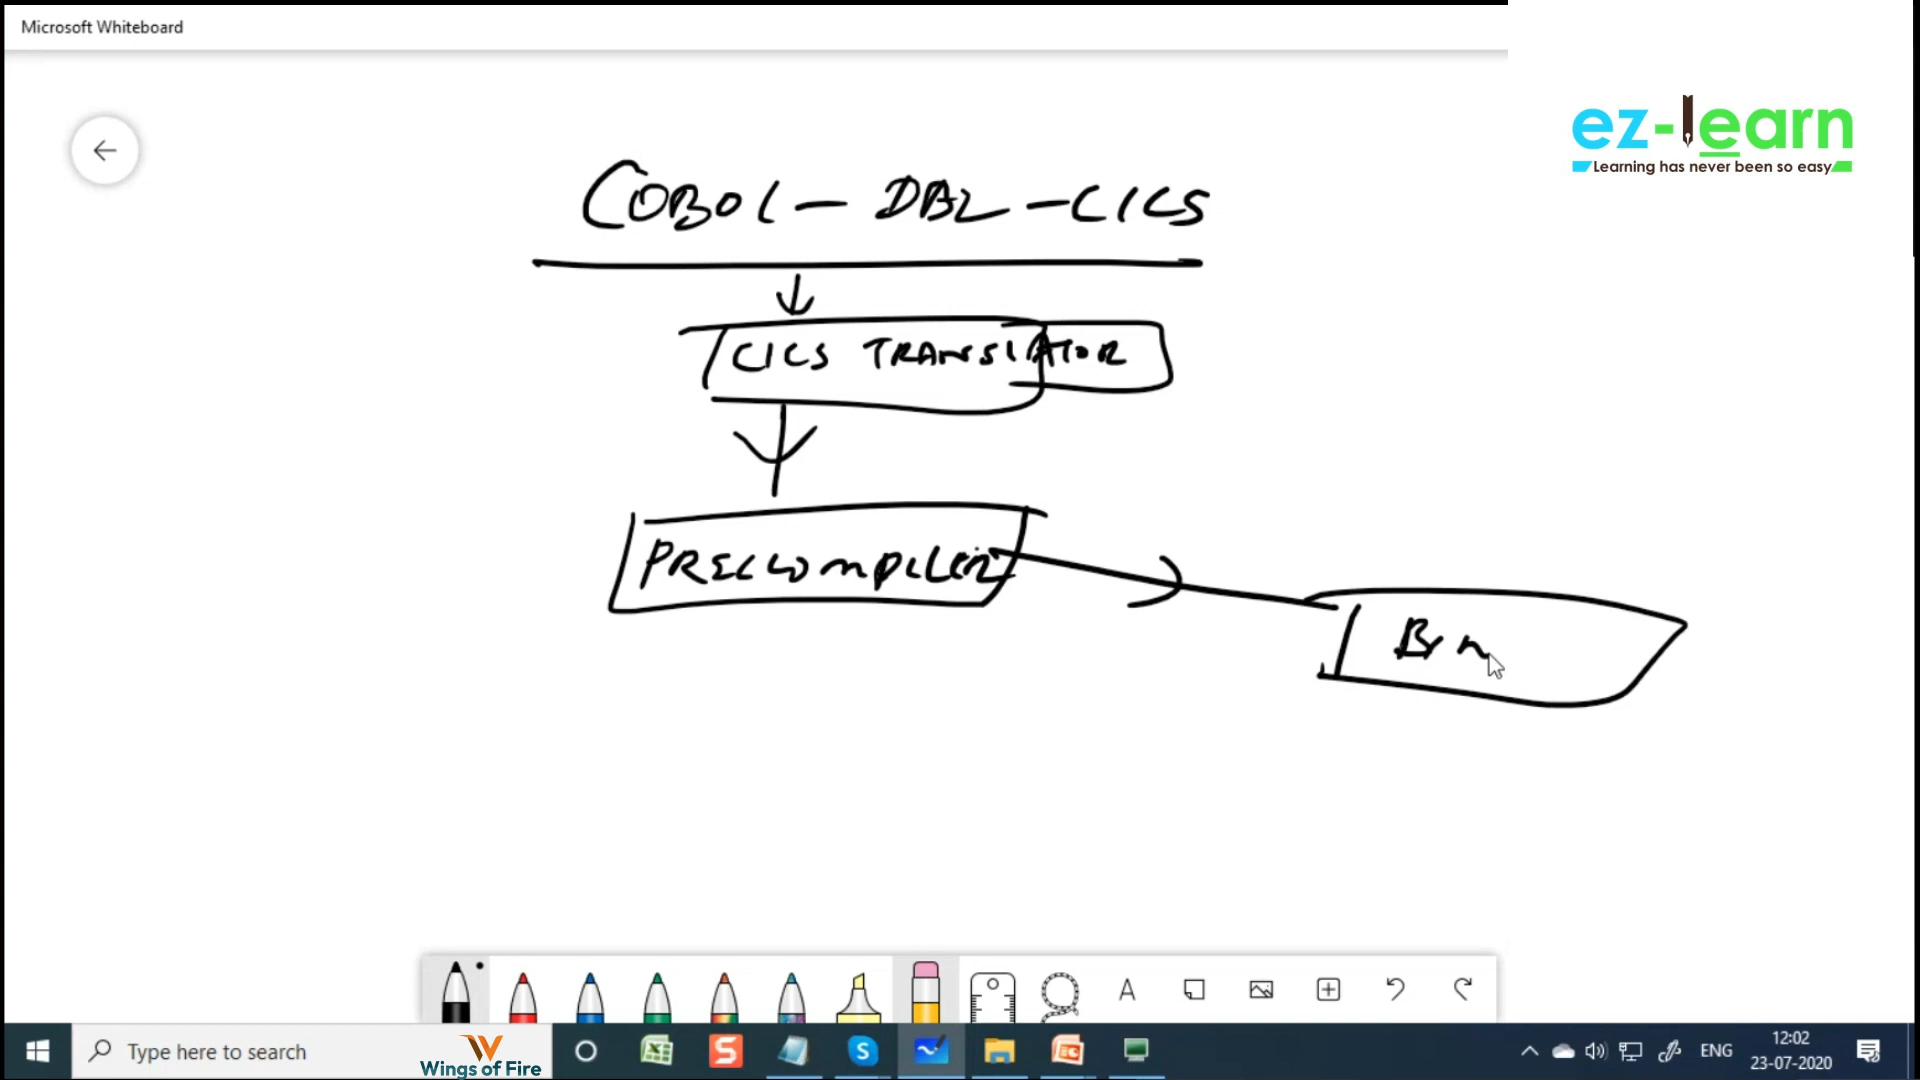 Microsoft Whiteboard
ez-learn
Learning has never been so easy
COBOL - DB2 - CICS
CICS TRANSLATOR
PRECOMPILER
Bin
A
Type here to search
Wings of Fire
ENG
12:02
23-07-2020